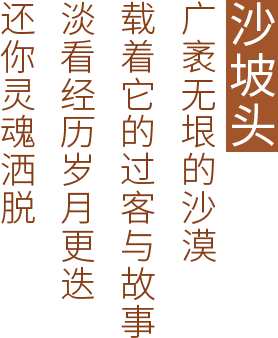 沙坡头
广袤无垠的沙漠
载着它的过客与故事
淡看经历岁月更迭
还你灵魂洒脱